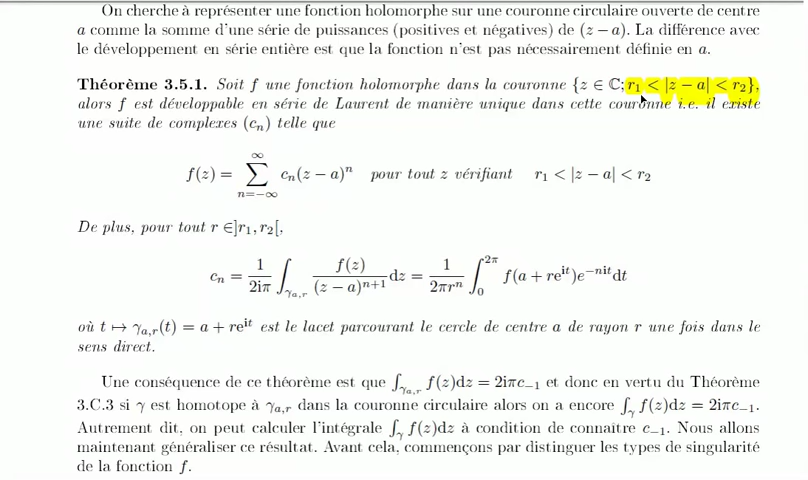 On cherche à représenter une fonction holomorphe sur une couronne circulaire ouverte de centre
a comme la somme d'une série de puissances (positives et négatives) de (z − a). La différence avec
le développement en série entière est que la fonction n'est pas nécessairement définie en a.
Théorème 3.5.1. Soit f une fonction holomorphe dans la couronne {z ∈ ℂ; r₁ < |z − a| < r₂},
alors f est développable en série de Laurent de manière unique dans cette couronne i.e. il existe
une suite de complexes (cₙ) telle que
f(z) = ∑_{n=−∞}^{∞} cₙ(z − a)ⁿ pour tout z vérifiant r₁ < |z − a| < r₂
De plus, pour tout r ∈]r₁, r₂[,
cₙ = \frac{1}{2iπ} ∫_{γ_{a,r}} \frac{f(z)}{(z − a)^{n+1}} dz = \frac{1}{2πrⁿ} ∫_0^{2π} f(a + re^{it})e^{−nit}dt
où t ↦ γ_{a,r}(t) = a + re^{it} est le lacet parcourant le cercle de centre a de rayon r une fois dans le
sens direct.
Une conséquence de ce théorème est que ∫_{γ_{a,r}} f(z)dz = 2iπc₋₁ et donc en vertu du Théorème
3.C.3 si γ est homotope à γ_{a,r} dans la couronne circulaire alors on a encore ∫_γ f(z)dz = 2iπc₋₁.
Autrement dit, on peut calculer l'intégrale ∫_γ f(z)dz à condition de connaître c₋₁. Nous allons
maintenant généraliser ce résultat. Avant cela, commençons par distinguer les types de singularité
de la fonction f.